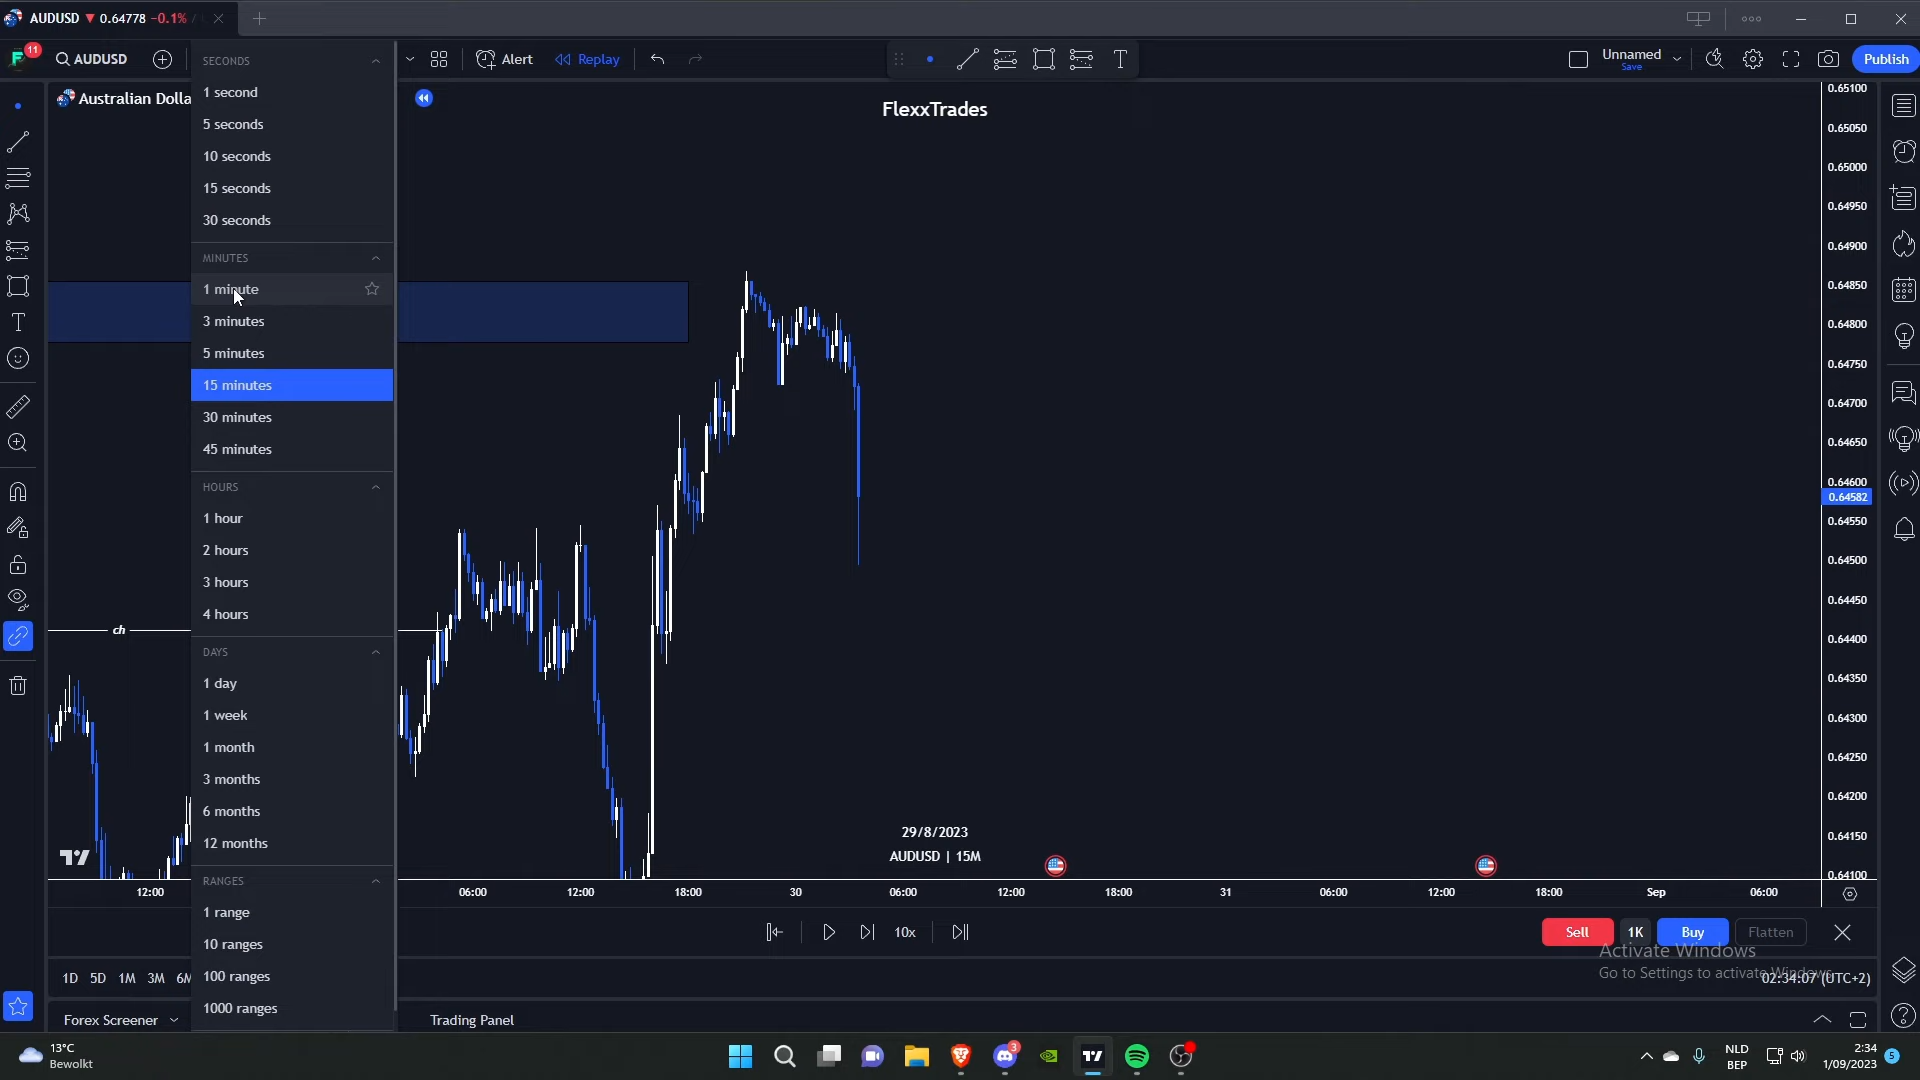 AUDUSD ▼ 0.64778 -0.1% /
11
AUDUSD
Alert
Replay
Unnamed
Save
Publish
Australian Dolla
FlexxTrades
SECONDS
1 second
5 seconds
10 seconds
15 seconds
30 seconds
MINUTES
1 minute
3 minutes
5 minutes
15 minutes
30 minutes
45 minutes
HOURS
1 hour
2 hours
3 hours
4 hours
DAYS
1 day
1 week
1 month
3 months
6 months
12 months
RANGES
1 range
10 ranges
100 ranges
1000 ranges
ch
0.65100
0.65050
0.65000
0.64950
0.64900
0.64850
0.64800
0.64750
0.64700
0.64650
0.64600
0.64582
0.64550
0.64500
0.64450
0.64400
0.64350
0.64300
0.64250
0.64200
0.64150
0.64100
29/8/2023
AUDUSD | 15M
12:00 06:00 12:00 18:00 30 06:00 12:00 18:00 31 06:00 12:00 18:00 Sep 06:00
10x
Sell 1K Buy Flatten
Activate Windows
Go to Settings to activate Windows.
1D 5D 1M 3M 6M
02:34:07 (UTC+2)
Forex Screener
Trading Panel
13°C
Bewolkt
3
NLD
BEP
2:34
1/09/2023
5